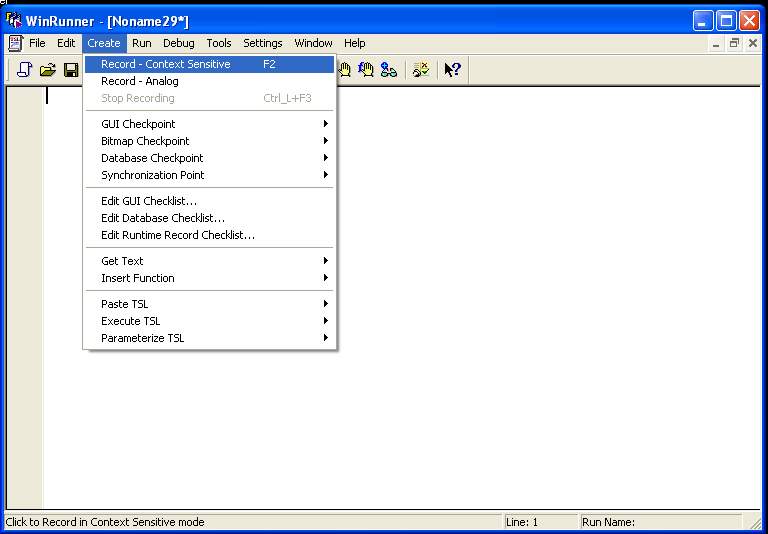 WinRunner - [Noname29*]
File Edit Create Run Debug Tools Settings Window Help
Record - Context Sensitive F2
Record - Analog
Stop Recording Ctrl_L+F3
GUI Checkpoint
Bitmap Checkpoint
Database Checkpoint
Synchronization Point
Edit GUI Checklist...
Edit Database Checklist...
Edit Runtime Record Checklist...
Get Text
Insert Function
Paste TSL
Execute TSL
Parameterize TSL
Click to Record in Context Sensitive mode Line: 1 Run Name: